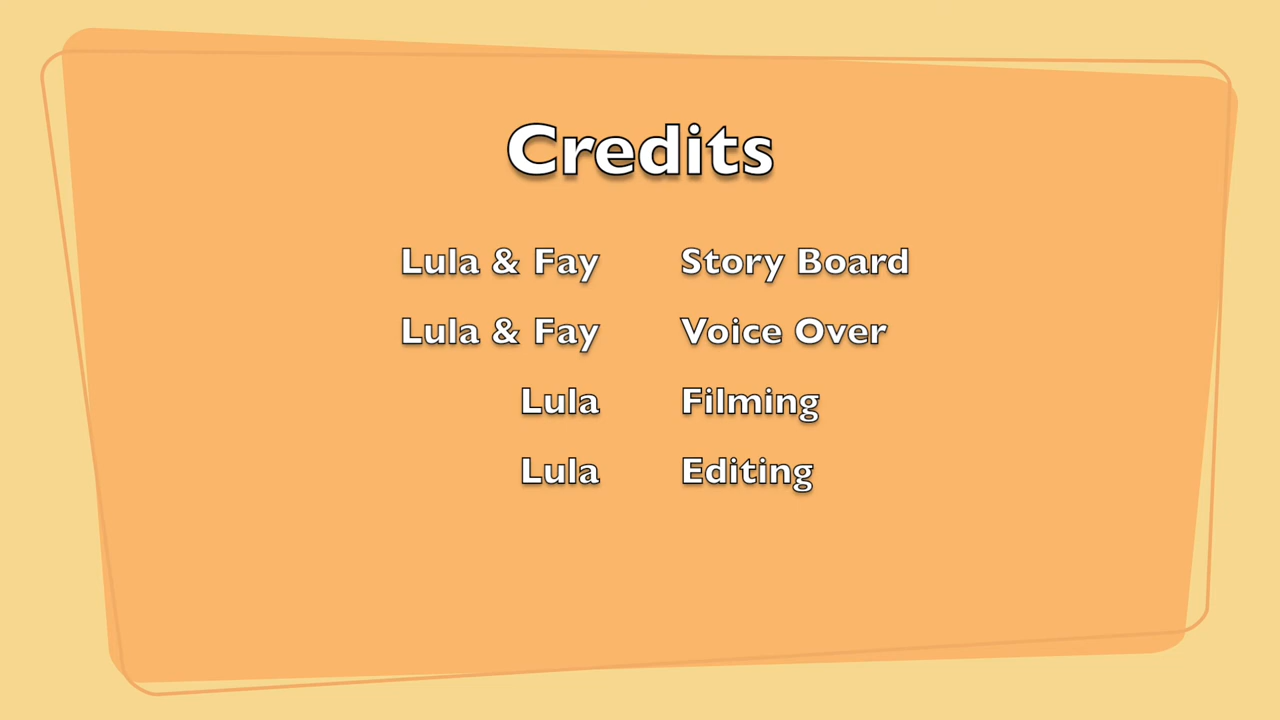 Credits
Lula & Fay Story Board
Lula & Fay Voice Over
Lula Filming
Lula Editing